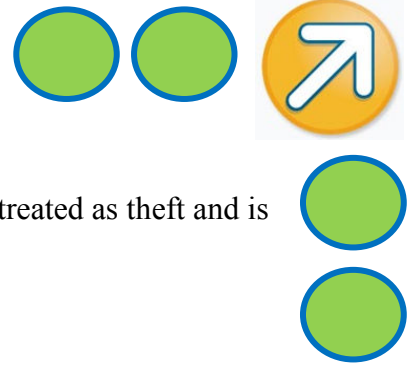 treated as theft and is